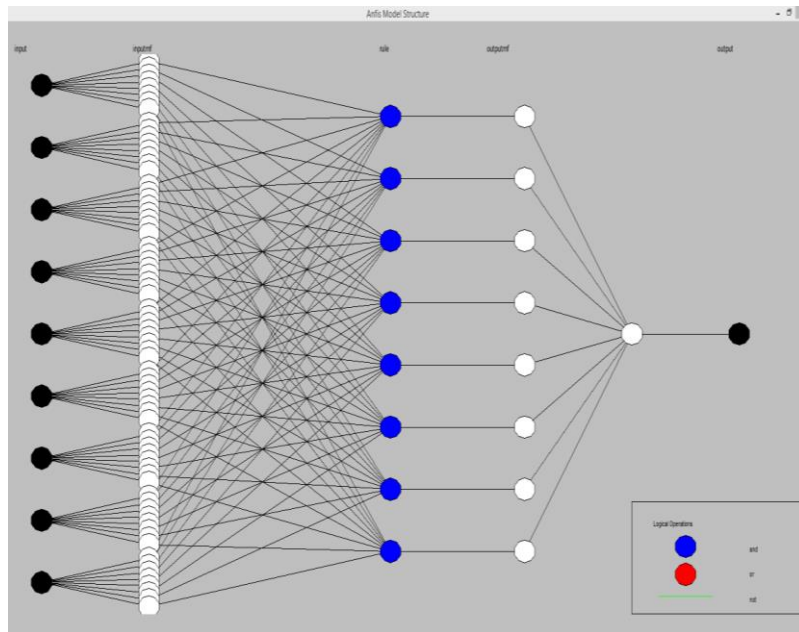 Anfis Model Structure
input inputmf rule outputmf output
Logical Operations
and
or
not